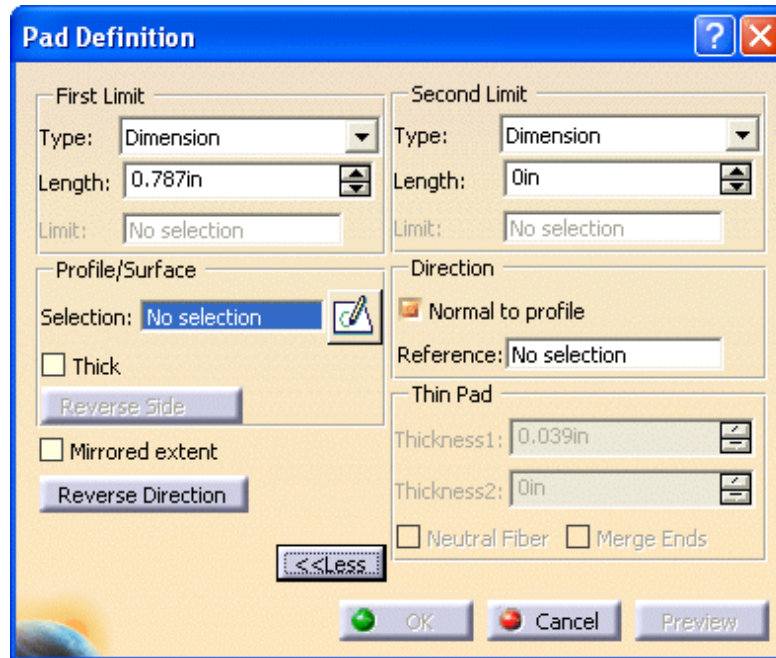 Pad Definition
First Limit
Type: Dimension
Length: 0.787in
Limit: No selection
Second Limit
Type: Dimension
Length: 0in
Limit: No selection
Profile/Surface
Selection: No selection
Thick
Reverse Side
Mirrored extent
Reverse Direction
Direction
Normal to profile
Reference: No selection
Thin Pad
Thickness1: 0.039in
Thickness2: 0in
Neutral Fiber Merge Ends
<<Less
OK Cancel Preview